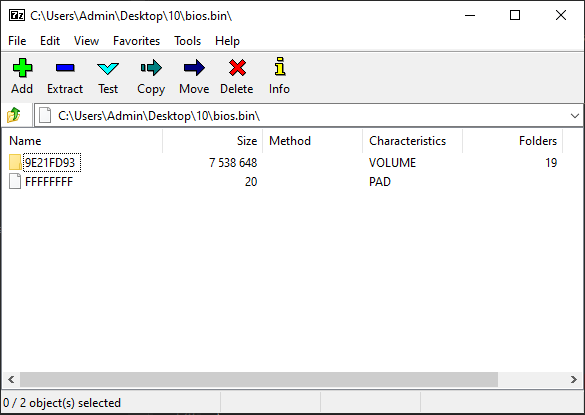 C:\Users\Admin\Desktop\10\bios.bin\
File Edit View Favorites Tools Help
Add Extract Test Copy Move Delete Info
C:\Users\Admin\Desktop\10\bios.bin\
Name Size Method Characteristics Folders
9E21FD93 7 538 648 VOLUME 19
FFFFFFFF 20 PAD
0 / 2 object(s) selected